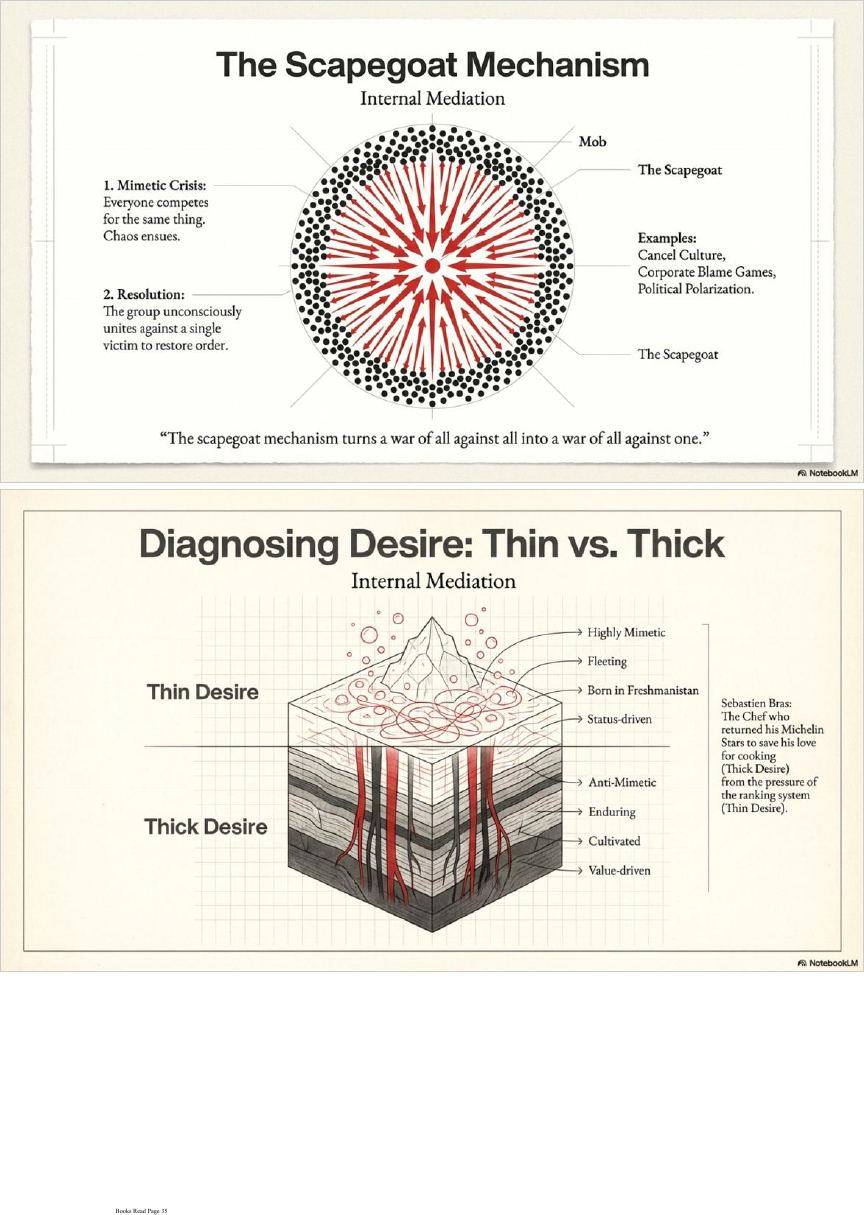 The Scapegoat Mechanism
Internal Mediation
Mob
The Scapegoat
1. Mimetic Crisis:
Everyone competes
for the same thing.
Chaos ensues.
Examples:
Cancel Culture,
Corporate Blame Games,
Political Polarization.
2. Resolution:
The group unconsciously
unites against a single
victim to restore order.
The Scapegoat
“The scapegoat mechanism turns a war of all against all into a war of all against one.”
NotebookLM
Diagnosing Desire: Thin vs. Thick
Internal Mediation
Thin Desire
Highly Mimetic
Fleeting
Born in Freshmanistan
Status-driven
Thick Desire
Anti-Mimetic
Enduring
Cultivated
Value-driven
Sebastien Bras:
The Chef who
returned his Michelin
Stars to save his love
for cooking
(Thick Desire)
from the pressure of
the ranking system
(Thin Desire).
NotebookLM
Books Read Page 35